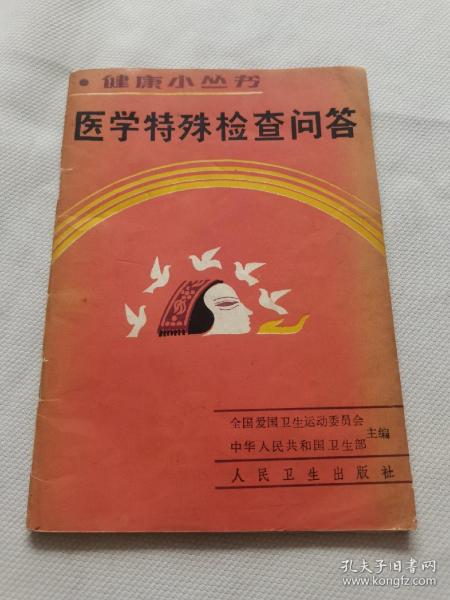 • 健康小丛书
医学特殊检查问答
全国爱国卫生运动委员会
中华人民共和国卫生部
主编
人民卫生出版社
孔夫子旧书网
www.kongfz.com